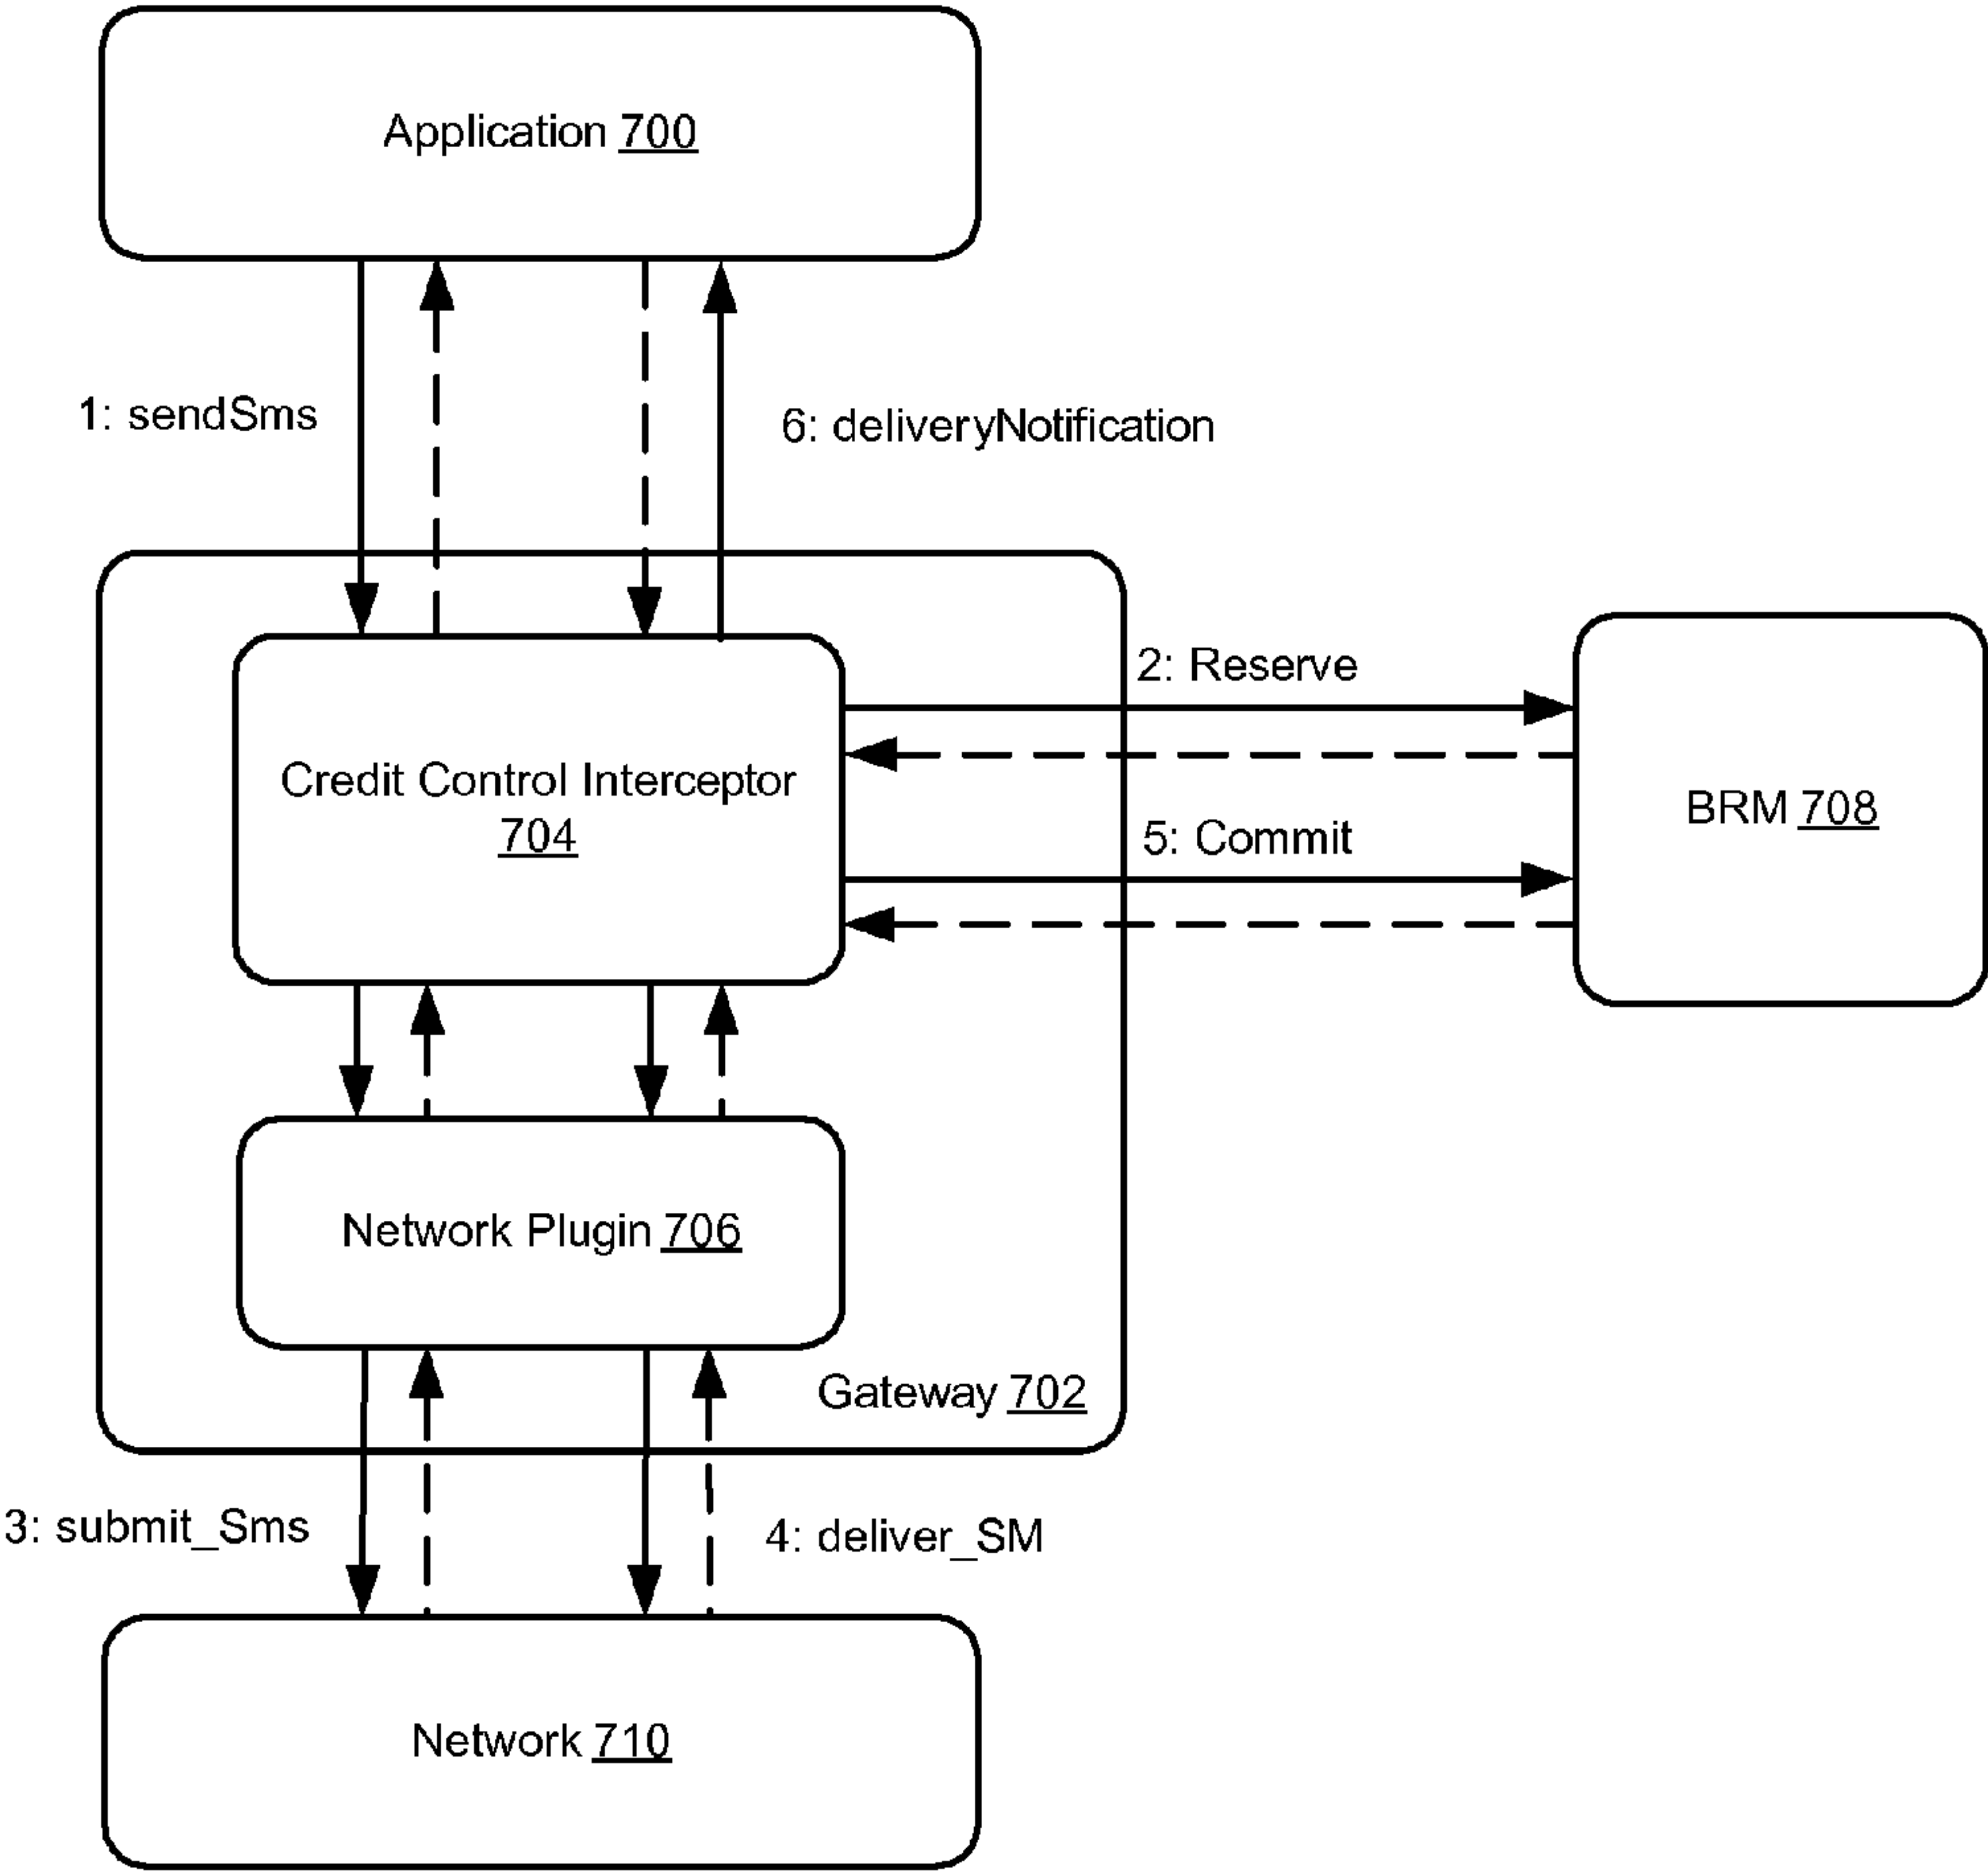 Application 700
1: sendSms
6: deliveryNotification
2: Reserve
Credit Control Interceptor
704
BRM 708
5: Commit
Network Plugin 706
Gateway 702
3: submit_Sms
4: deliver_SM
Network 710